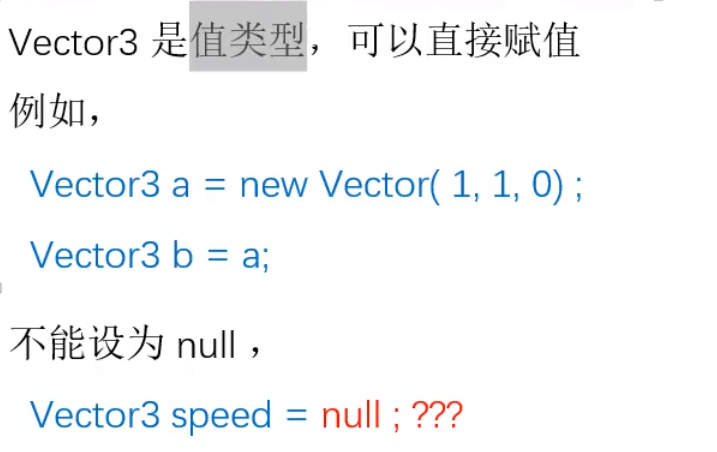 Vector3 是值类型，可以直接赋值
例如，
Vector3 a = new Vector( 1, 1, 0) ;
Vector3 b = a;
不能设为 null ，
Vector3 speed = null ; ???